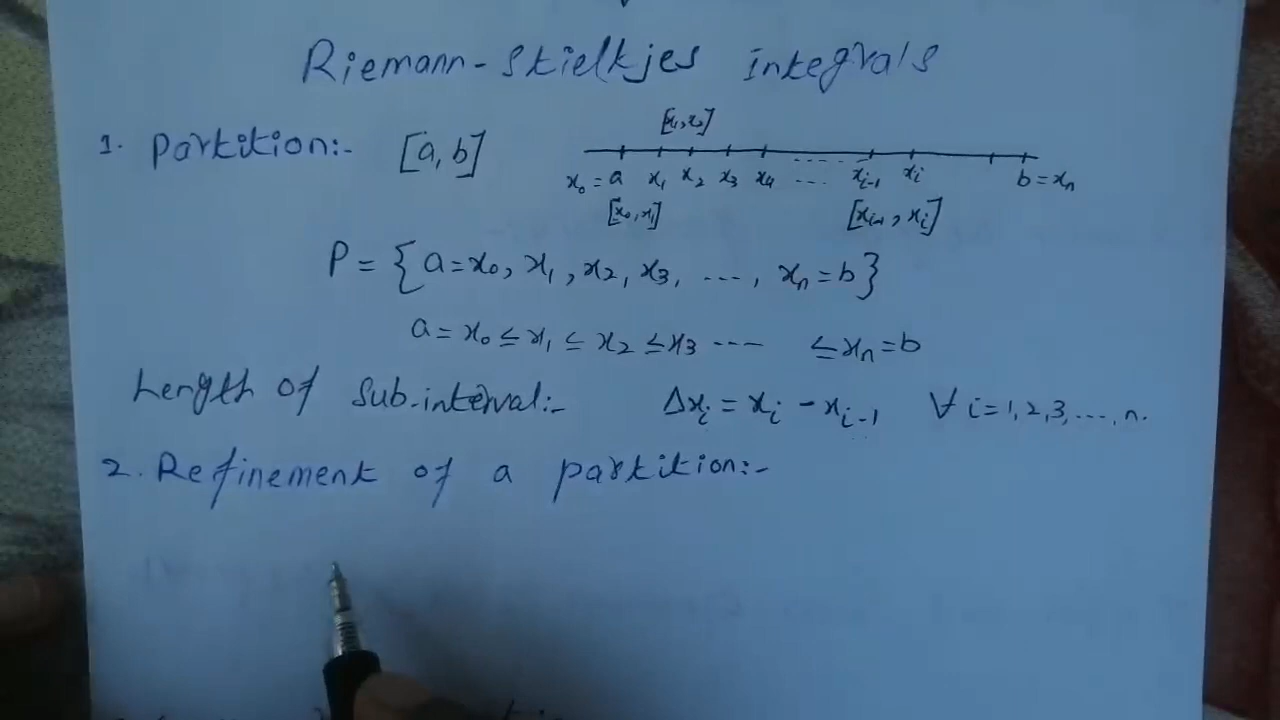 Riemann-Stieltjes integrals
1. Partition:- [a, b]
[x₁, x₂]
x₀ = a x₁ x₂ x₃ x₄ .... xᵢ₋₁ xᵢ b = xₙ
[x₀, x₁] [xᵢ₋₁, xᵢ]
P = {a = x₀, x₁, x₂, x₃, ...., xₙ = b}
a = x₀ ≤ x₁ ≤ x₂ ≤ x₃ ---- ≤ xₙ = b
Length of Sub-interval:- Δxᵢ = xᵢ - xᵢ₋₁ ∀ i = 1, 2, 3, ...., n.
2. Refinement of a partition:-